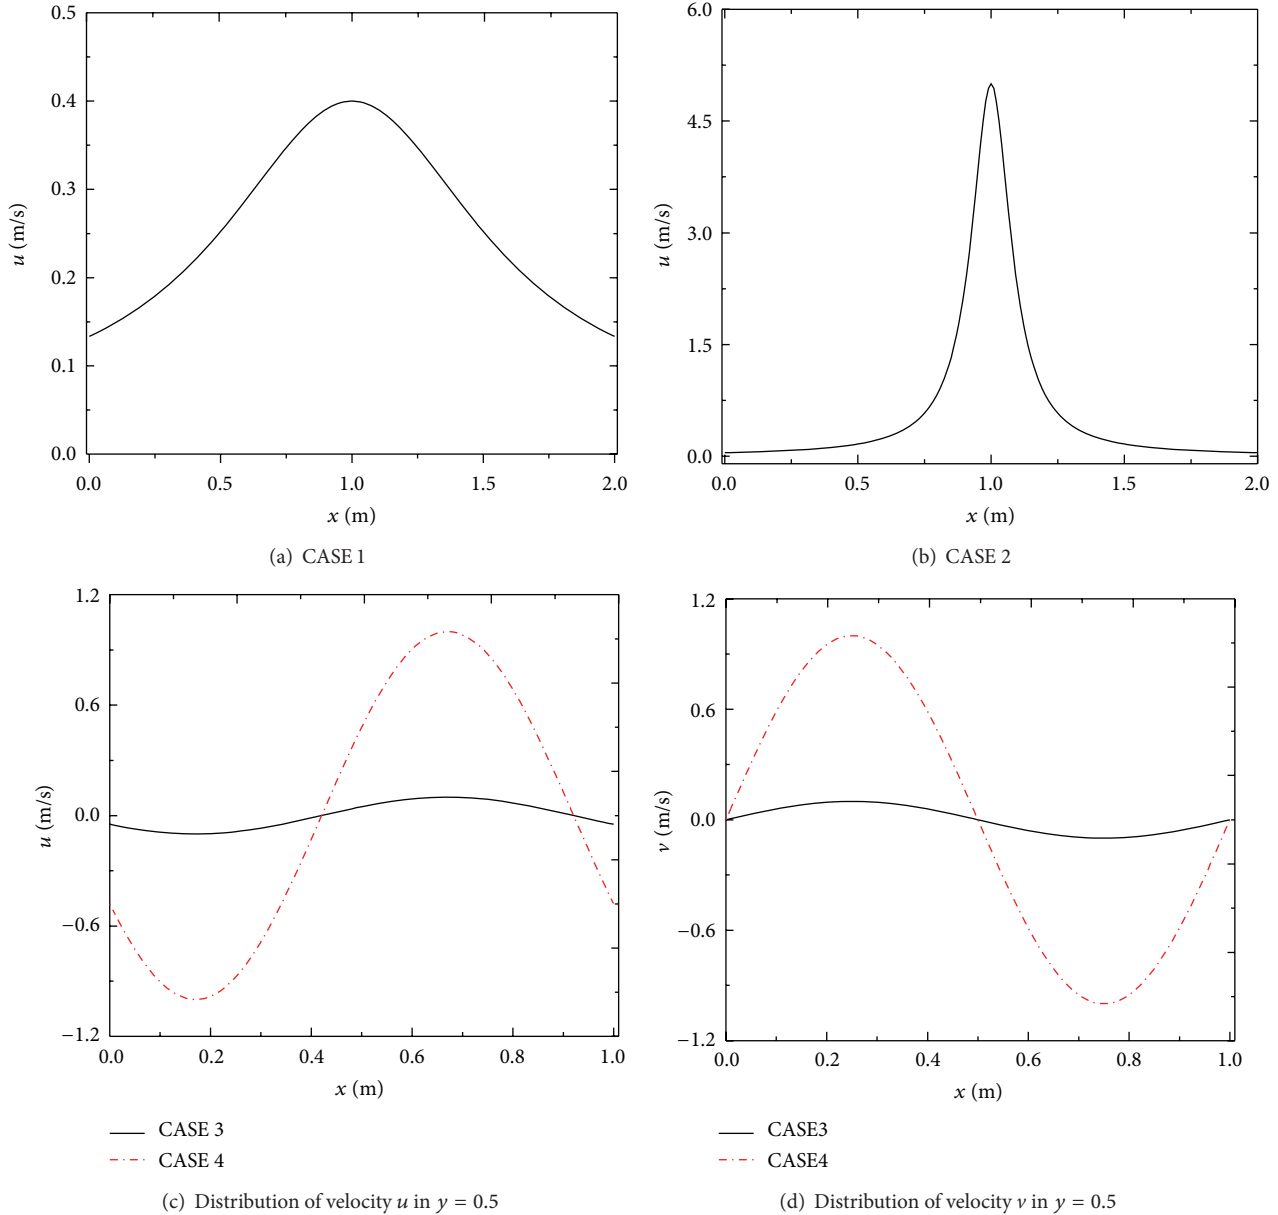 0.5
0.4
0.3
0.2
0.1
0.0
u (m/s)
0.0 0.5 1.0 1.5 2.0
x (m)
(a) CASE 1
6.0
4.5
3.0
1.5
0.0
u (m/s)
0.0 0.5 1.0 1.5 2.0
x (m)
(b) CASE 2
1.2
0.6
0.0
−0.6
−1.2
u (m/s)
0.0 0.2 0.4 0.6 0.8 1.0
x (m)
CASE 3
CASE 4
(c) Distribution of velocity u in y = 0.5
1.2
0.6
0.0
−0.6
−1.2
v (m/s)
0.0 0.2 0.4 0.6 0.8 1.0
x (m)
CASE3
CASE4
(d) Distribution of velocity v in y = 0.5